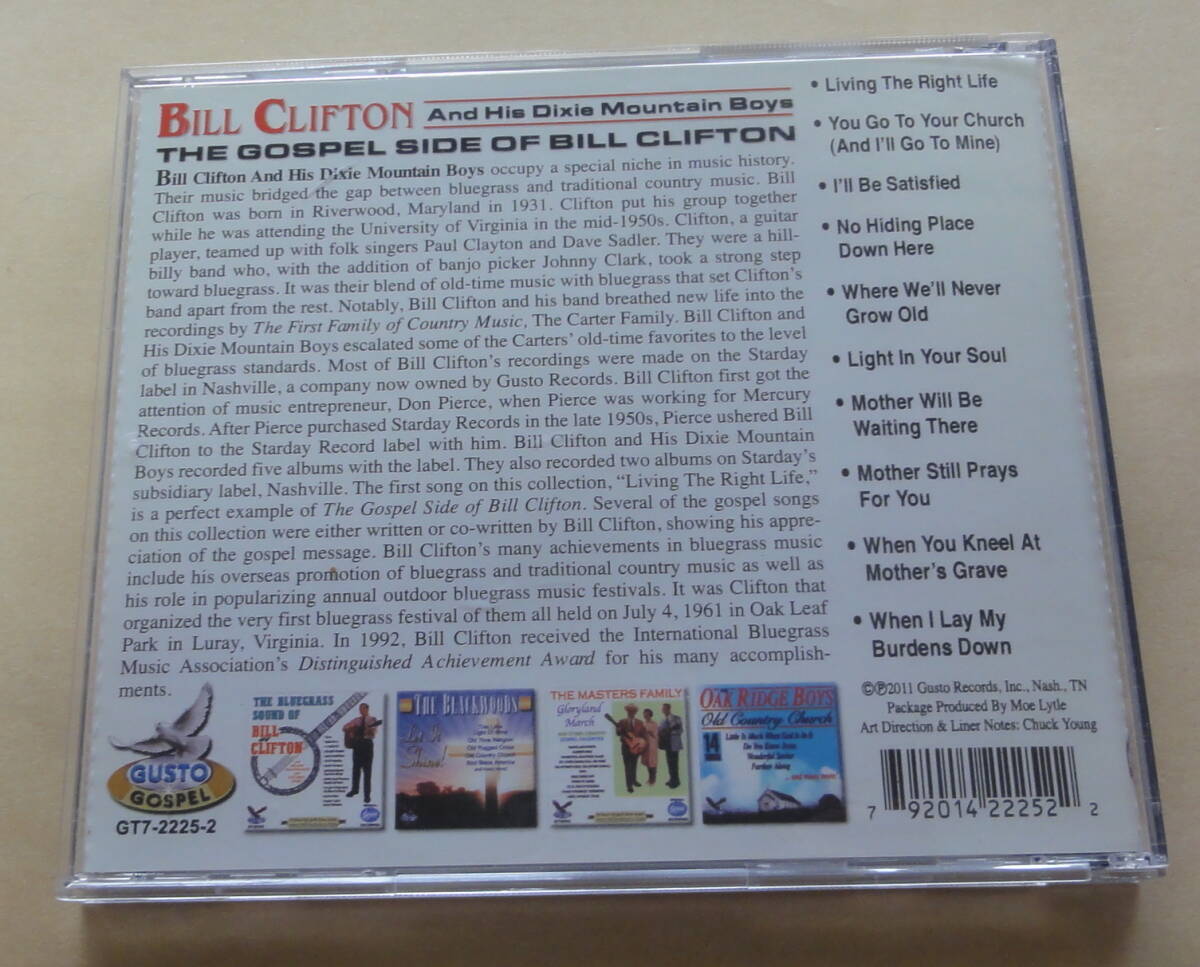 BILL CLIFTON And His Dixie Mountain Boys
THE GOSPEL SIDE OF BILL CLIFTON
Bill Clifton And His Dixie Mountain Boys occupy a special niche in music history.
Their music bridged the gap between bluegrass and traditional country music. Bill
Clifton was born in Riverwood, Maryland in 1931. Clifton put his group together
while he was attending the University of Virginia in the mid-1950s. Clifton, a guitar
player, teamed up with folk singers Paul Clayton and Dave Sadler. They were a hill-
billy band who, with the addition of banjo picker Johnny Clark, took a strong step
toward bluegrass. It was their blend of old-time music with bluegrass that set Clifton's
band apart from the rest. Notably, Bill Clifton and his band breathed new life into the
recordings by The First Family of Country Music, The Carter Family. Bill Clifton and
His Dixie Mountain Boys escalated some of the Carters' old-time favorites to the level
of bluegrass standards. Most of Bill Clifton's recordings were made on the Starday
label in Nashville, a company now owned by Gusto Records. Bill Clifton first got the
attention of music entrepreneur, Don Pierce, when Pierce was working for Mercury
Records. After Pierce purchased Starday Records in the late 1950s, Pierce ushered Bill
Clifton to the Starday Record label with him. Bill Clifton and His Dixie Mountain
Boys recorded five albums with the label. They also recorded two albums on Starday's
subsidiary label, Nashville. The first song on this collection, "Living The Right Life,"
is a perfect example of The Gospel Side of Bill Clifton. Several of the gospel songs
on this collection were either written or co-written by Bill Clifton, showing his appre-
ciation of the gospel message. Bill Clifton's many achievements in bluegrass music
include his overseas promotion of bluegrass and traditional country music as well as
his role in popularizing annual outdoor bluegrass music festivals. It was Clifton that
organized the very first bluegrass festival of them all held on July 4, 1961 in Oak Leaf
Park in Luray, Virginia. In 1992, Bill Clifton received the International Bluegrass
Music Association's Distinguished Achievement Award for his many accomplish-
ments.
• Living The Right Life
• You Go To Your Church
(And I'll Go To Mine)
• I'll Be Satisfied
• No Hiding Place
Down Here
• Where We'll Never
Grow Old
• Light In Your Soul
• Mother Will Be
Waiting There
• Mother Still Prays
For You
• When You Kneel At
Mother's Grave
• When I Lay My
Burdens Down
©℗2011 Gusto Records, Inc., Nash., TN
Package Produced By Moe Lytle
Art Direction & Liner Notes: Chuck Young
7 92014 22252 2
GUSTO
GOSPEL
GT7-2225-2
THE BLUEGRASS
SOUND OF
BILL
CLIFTON
THE BLACKWOODS
Let It
Shine!
THE MASTERS FAMILY
Gloryland
March
OAK RIDGE BOYS
Old Country Church
14
Little Is Much When God Is In It
Do You Know Jesus
Wonderful Savior
Farther Along